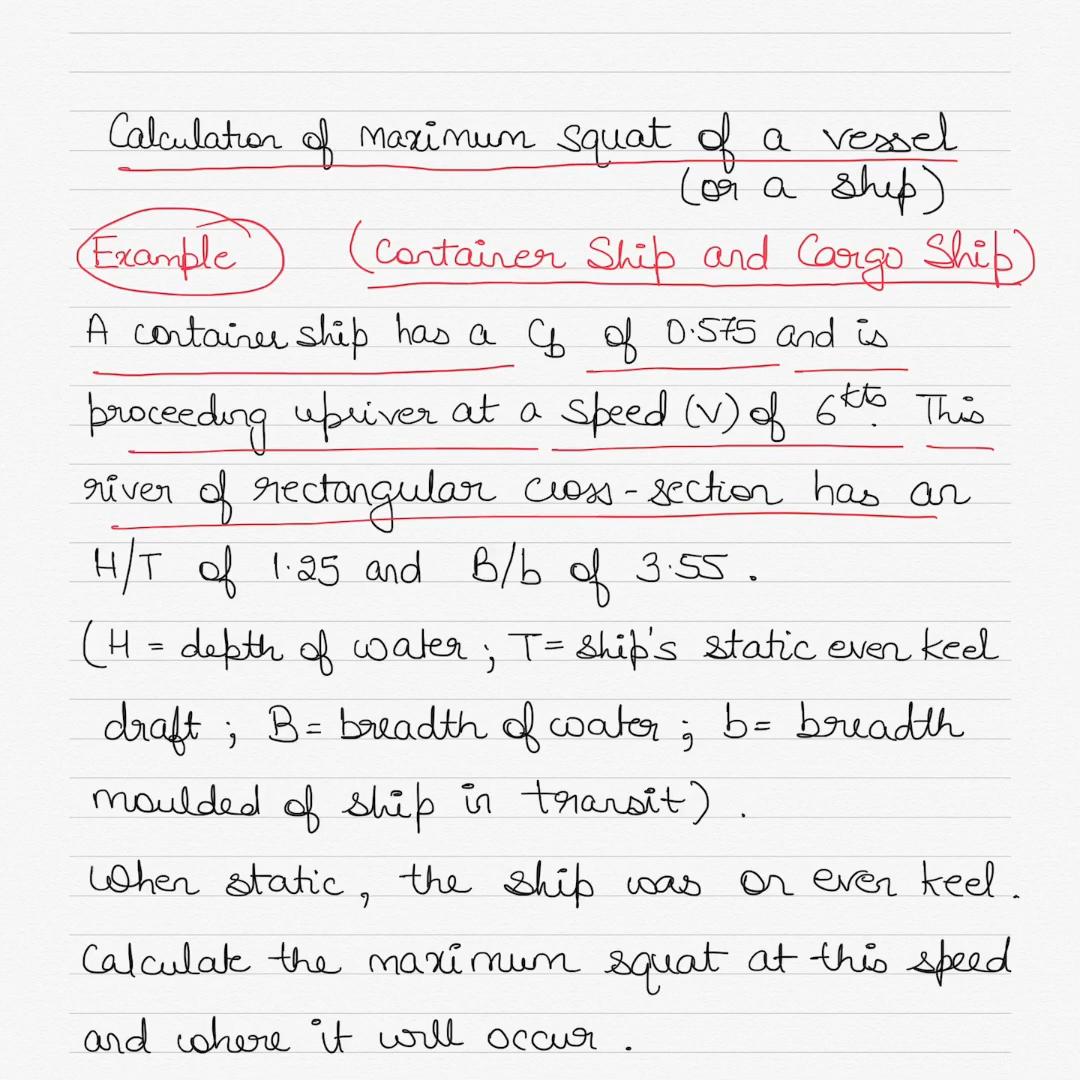 Calculation of maximum squat of a vessel
(or a ship)
Example (Container Ship and Cargo Ship)
A container ship has a Cb of 0.575 and is
proceeding upriver at a speed (V) of 6kts. This
river of rectangular cross-section has an
H/T of 1.25 and B/b of 3.55.
(H = depth of water; T= ship's static even keel
draft; B= breadth of water; b= breadth
moulded of ship in transit).
When static, the ship was on even keel.
Calculate the maximum squat at this speed
and where it will occur.